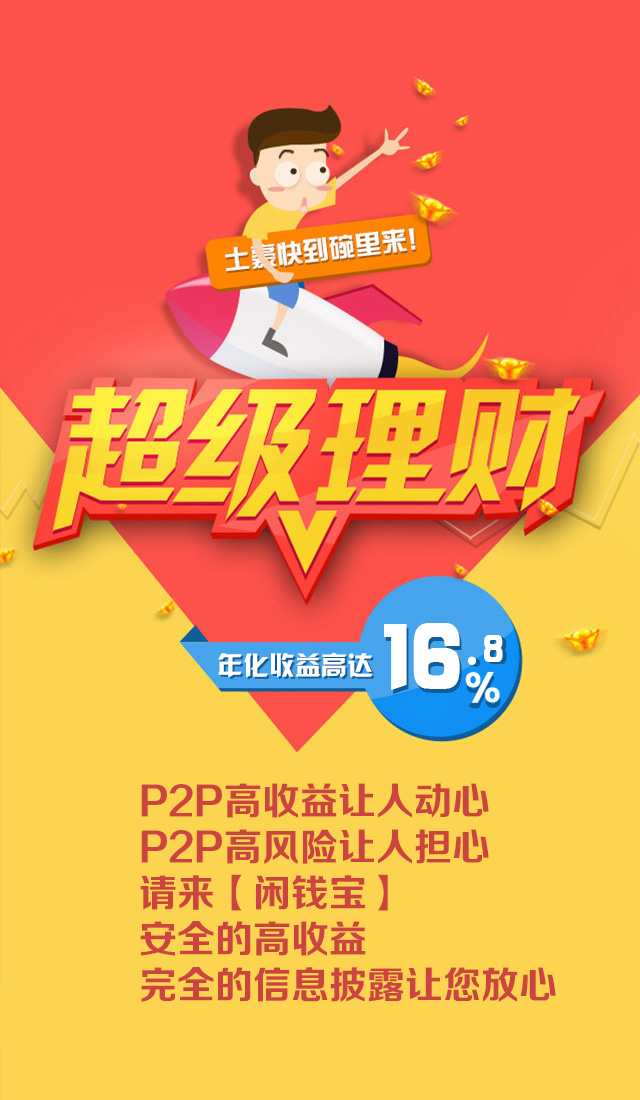 土豪快到碗里来！
超级理财
年化收益高达 16.8%
P2P高收益让人动心
P2P高风险让人担心
请来【闲钱宝】
安全的高收益
完全的信息披露让您放心